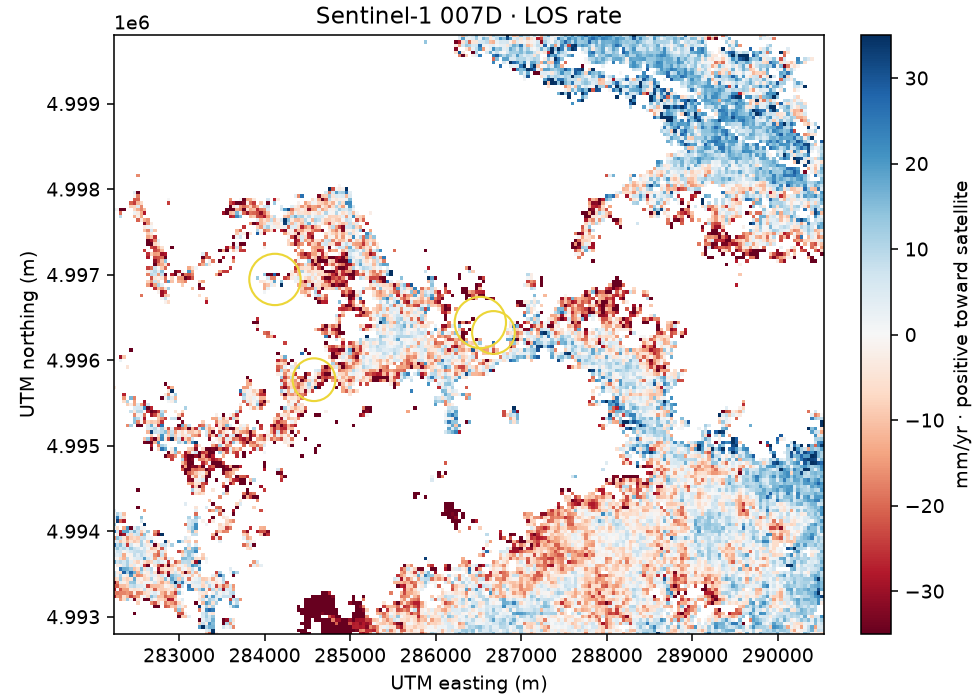 Sentinel-1 007D · LOS rate
1e6
4.999
4.998
4.997
4.996
4.995
4.994
4.993
UTM northing (m)
283000 284000 285000 286000 287000 288000 289000 290000
UTM easting (m)
30
20
10
0
−10
−20
−30
mm/yr · positive toward satellite